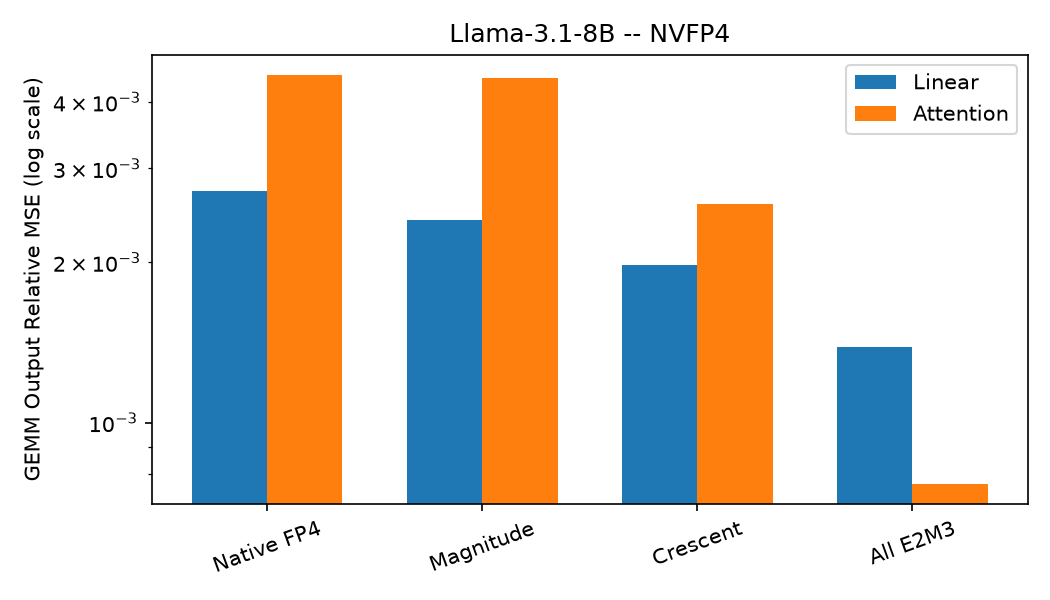 Llama-3.1-8B -- NVFP4
GEMM Output Relative MSE (log scale)
4 × 10⁻³
3 × 10⁻³
2 × 10⁻³
10⁻³
Linear
Attention
Native FP4
Magnitude
Crescent
All E2M3